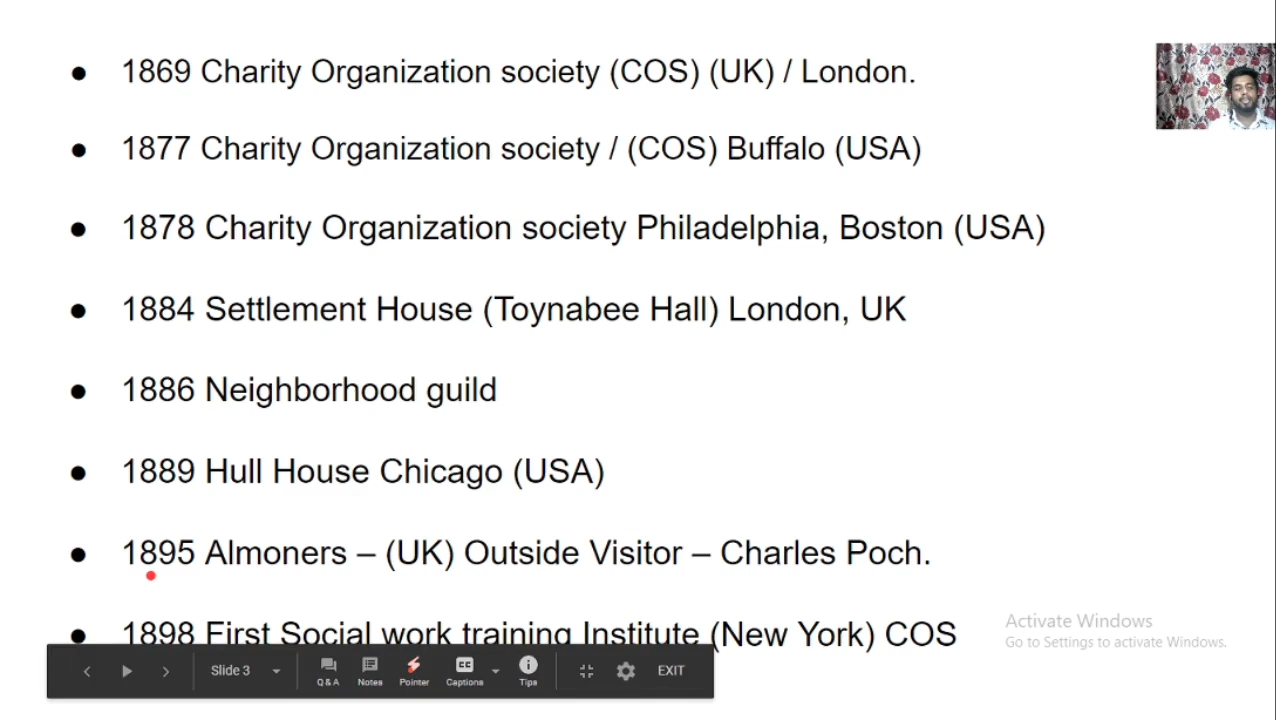 ● 1869 Charity Organization society (COS) (UK) / London.
● 1877 Charity Organization society / (COS) Buffalo (USA)
● 1878 Charity Organization society Philadelphia, Boston (USA)
● 1884 Settlement House (Toynabee Hall) London, UK
● 1886 Neighborhood guild
● 1889 Hull House Chicago (USA)
● 1895 Almoners – (UK) Outside Visitor – Charles Poch.
● 1898 First Social work training Institute (New York) COS
Activate Windows
Go to Settings to activate Windows.
Slide 3
Q&A Notes Pointer CC Captions Tips EXIT